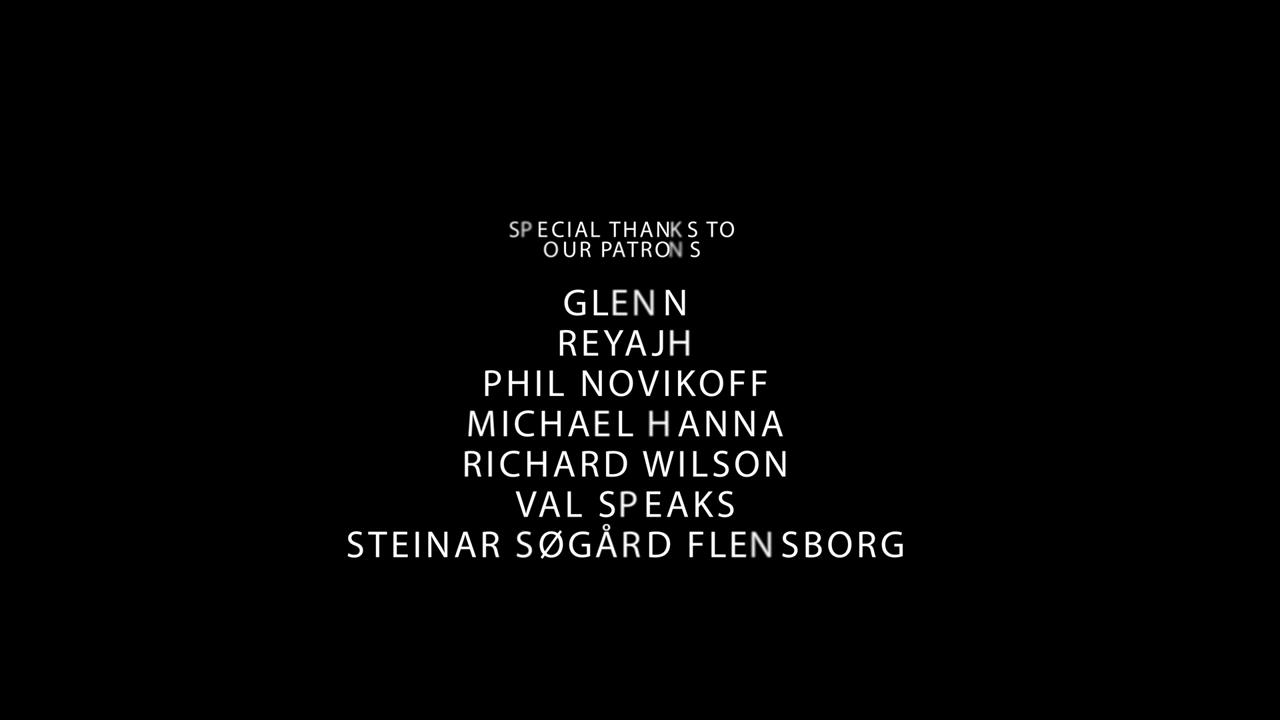 SPECIAL THANKS TO
OUR PATRONS
GLENN
REYAJH
PHIL NOVIKOFF
MICHAEL HANNA
RICHARD WILSON
VAL SPEAKS
STEINAR SØGÅRD FLENSBORG